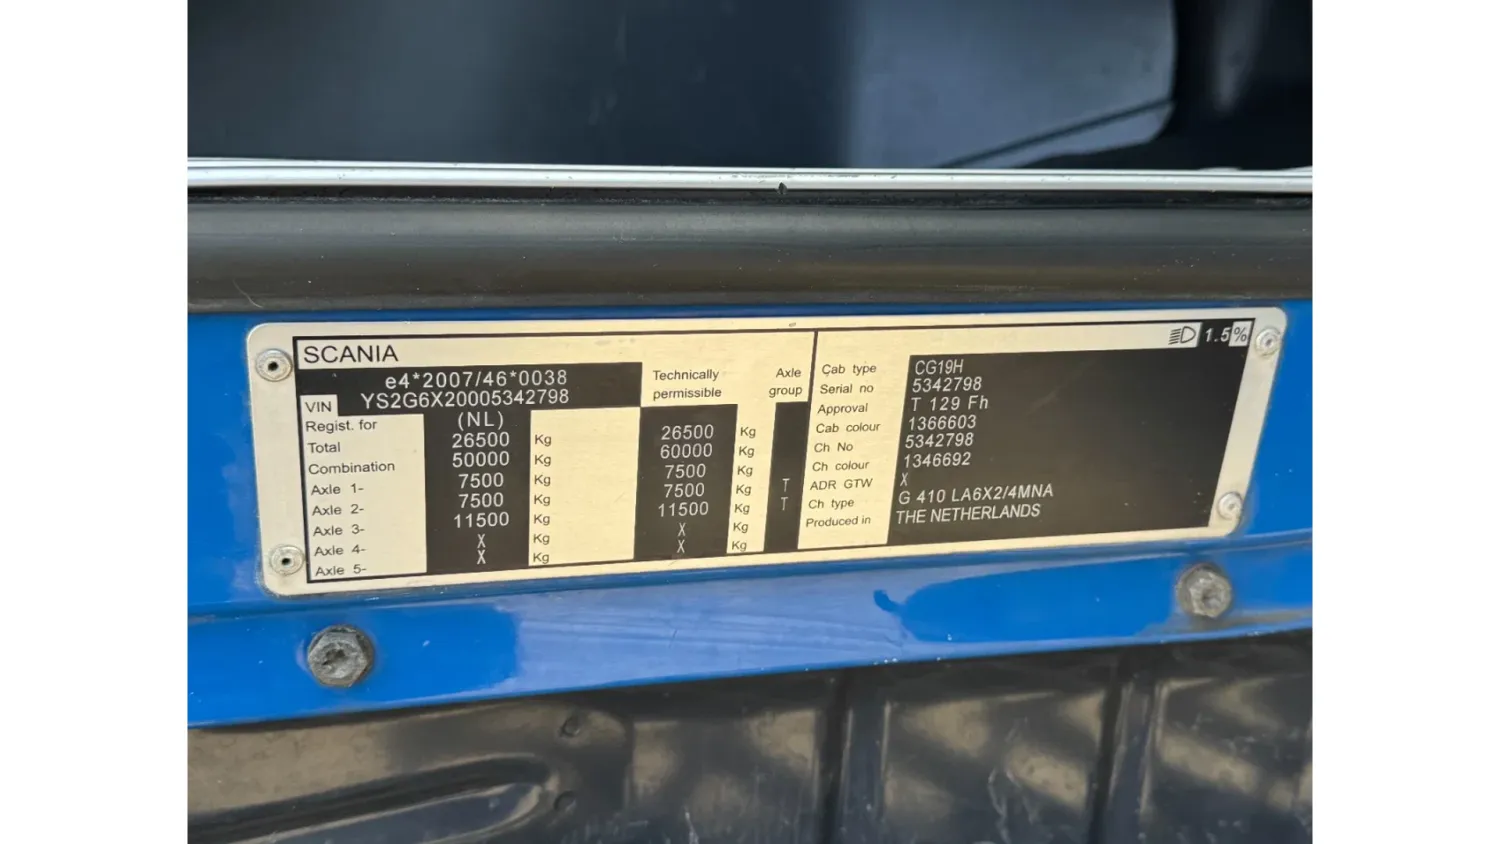 SCANIA
e4*2007/46*0038
VIN YS2G6X20005342798
Regist. for (NL)
Technically permissible
Axle group
Total 26500 Kg 26500 Kg
Combination 50000 Kg 60000 Kg
Axle 1- 7500 Kg 7500 Kg
Axle 2- 7500 Kg 7500 Kg T
Axle 3- 11500 Kg 11500 Kg T
Axle 4- X Kg X Kg
Axle 5- X Kg X Kg
1.5%
Cab type CG19H
Serial no 5342798
Approval T 129 Fh
Cab colour 1366603
Ch No 5342798
Ch colour 1346692
ADR GTW X
Ch type G 410 LA6X2/4MNA
Produced in THE NETHERLANDS